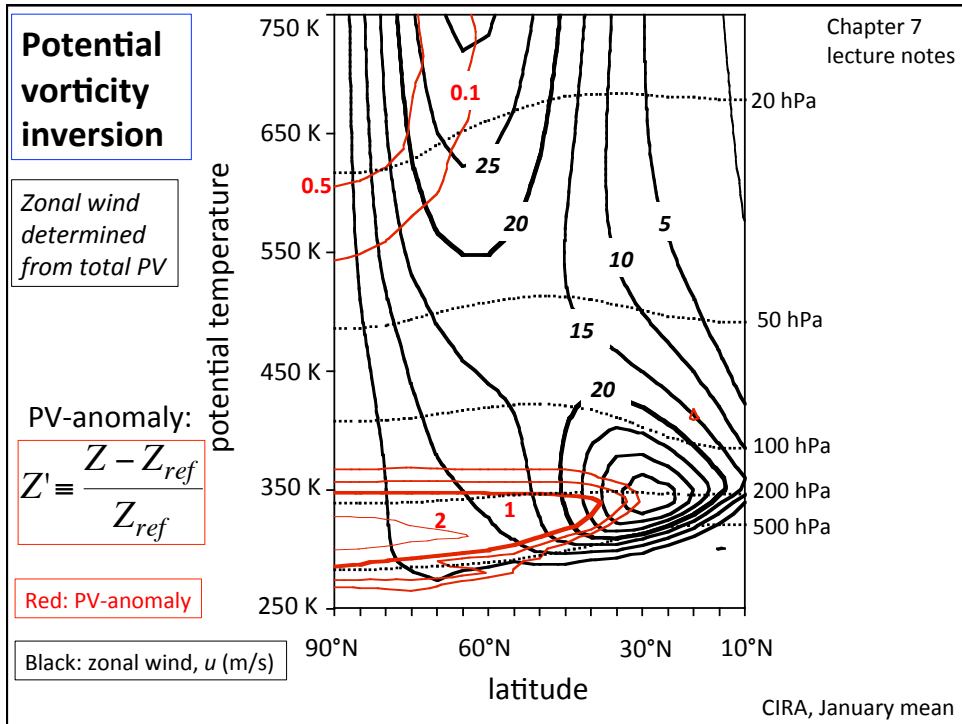 Potential
vorticity
inversion
Zonal wind
determined
from total PV
PV-anomaly:
Z' ≡ (Z − Z_ref) / Z_ref
Red: PV-anomaly
Black: zonal wind, u (m/s)
potential temperature
750 K
650 K
550 K
450 K
350 K
250 K
0.1
0.5
25
20
5
10
15
20
1
2
20 hPa
50 hPa
100 hPa
200 hPa
500 hPa
90°N
60°N
30°N
10°N
latitude
Chapter 7
lecture notes
CIRA, January mean